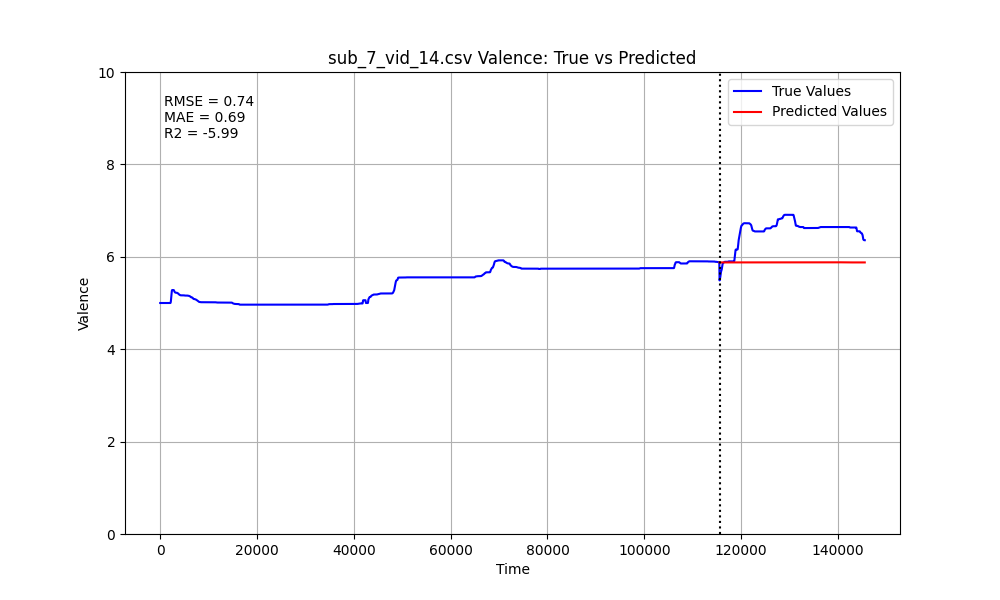 sub_7_vid_14.csv Valence: True vs Predicted
RMSE = 0.74
MAE = 0.69
R2 = -5.99
True Values
Predicted Values
Valence
10
8
6
4
2
0
0 20000 40000 60000 80000 100000 120000 140000
Time